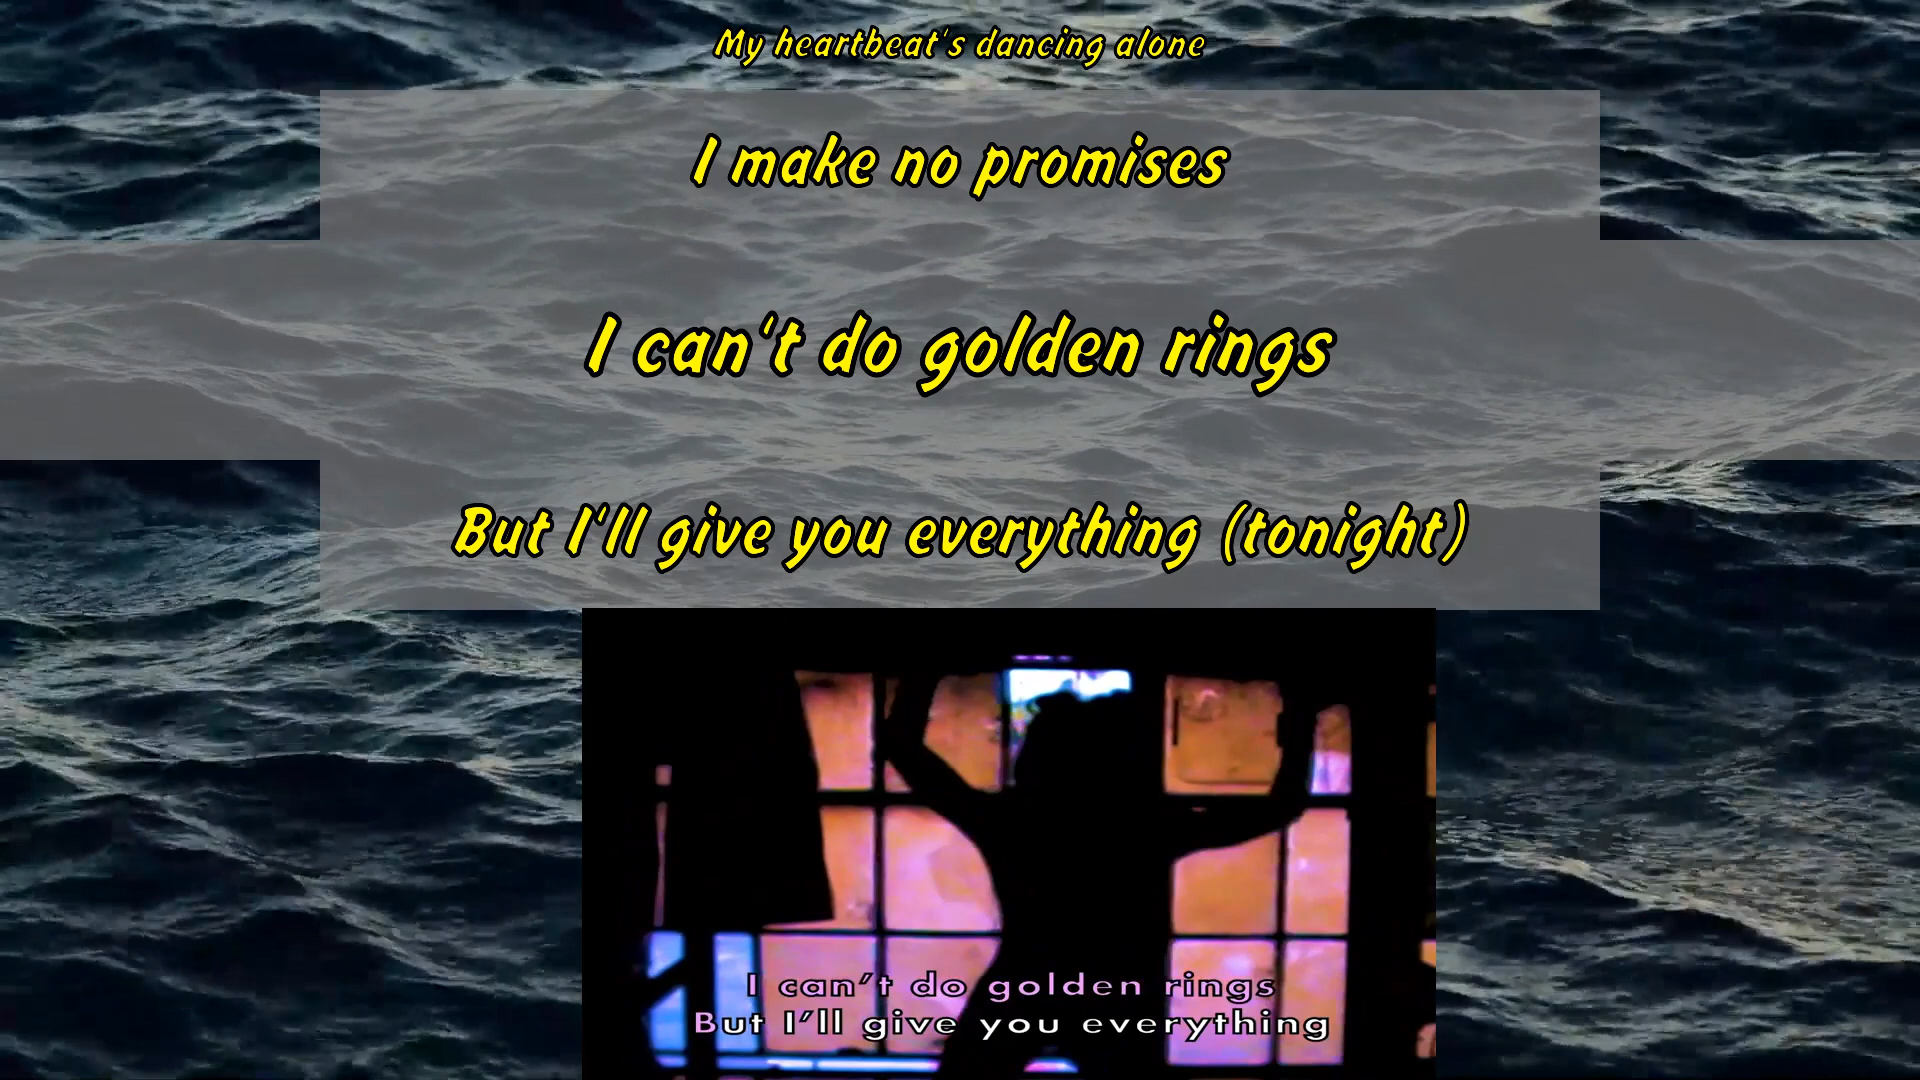 My heartbeat's dancing alone
I make no promises
I can't do golden rings
But I'll give you everything (tonight)
I can't do golden rings
But I'll give you everything